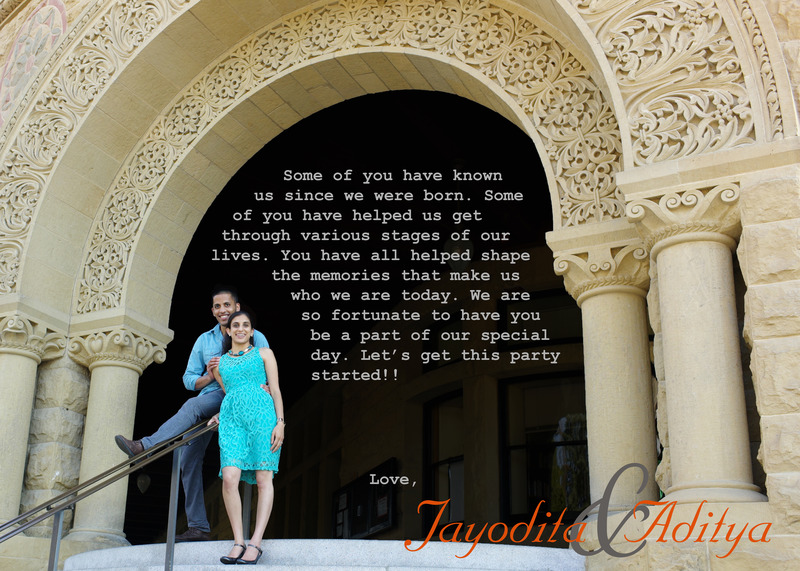 Some of you have known
us since we were born. Some
of you have helped us get
through various stages of our
lives. You have all helped shape
the memories that make us
who we are today. We are
so fortunate to have you
be a part of our special
day. Let's get this party
started!!
Love,
Jayodita & Aditya